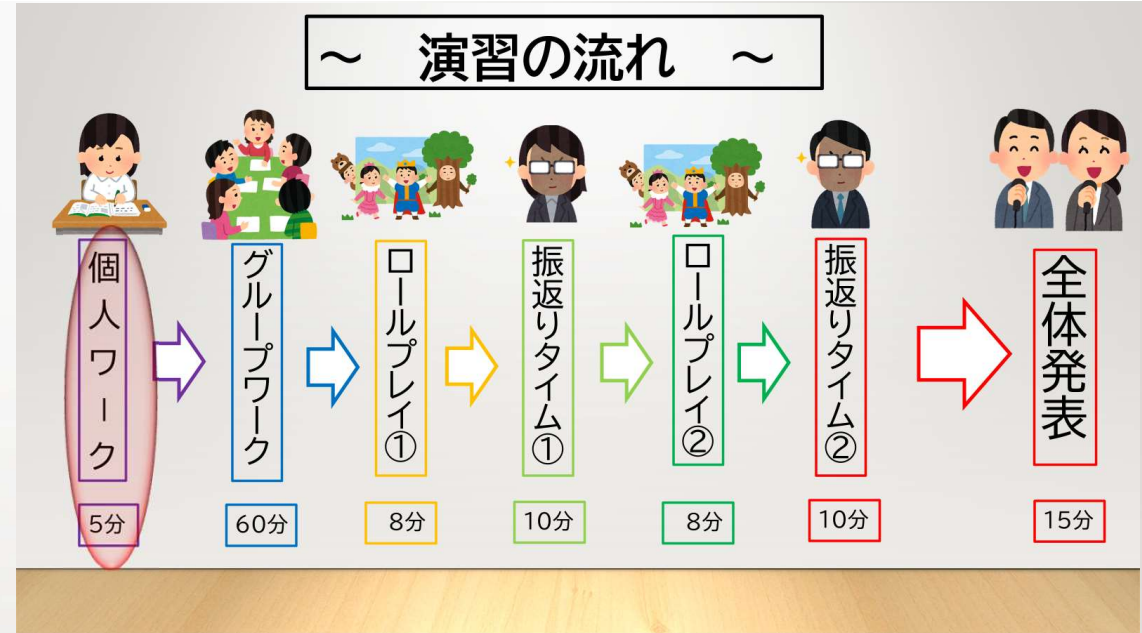 ～　演習の流れ　～
個人ワーク
5分
グループワーク
60分
ロールプレイ①
8分
振返りタイム①
10分
ロールプレイ②
8分
振返りタイム②
10分
全体発表
15分